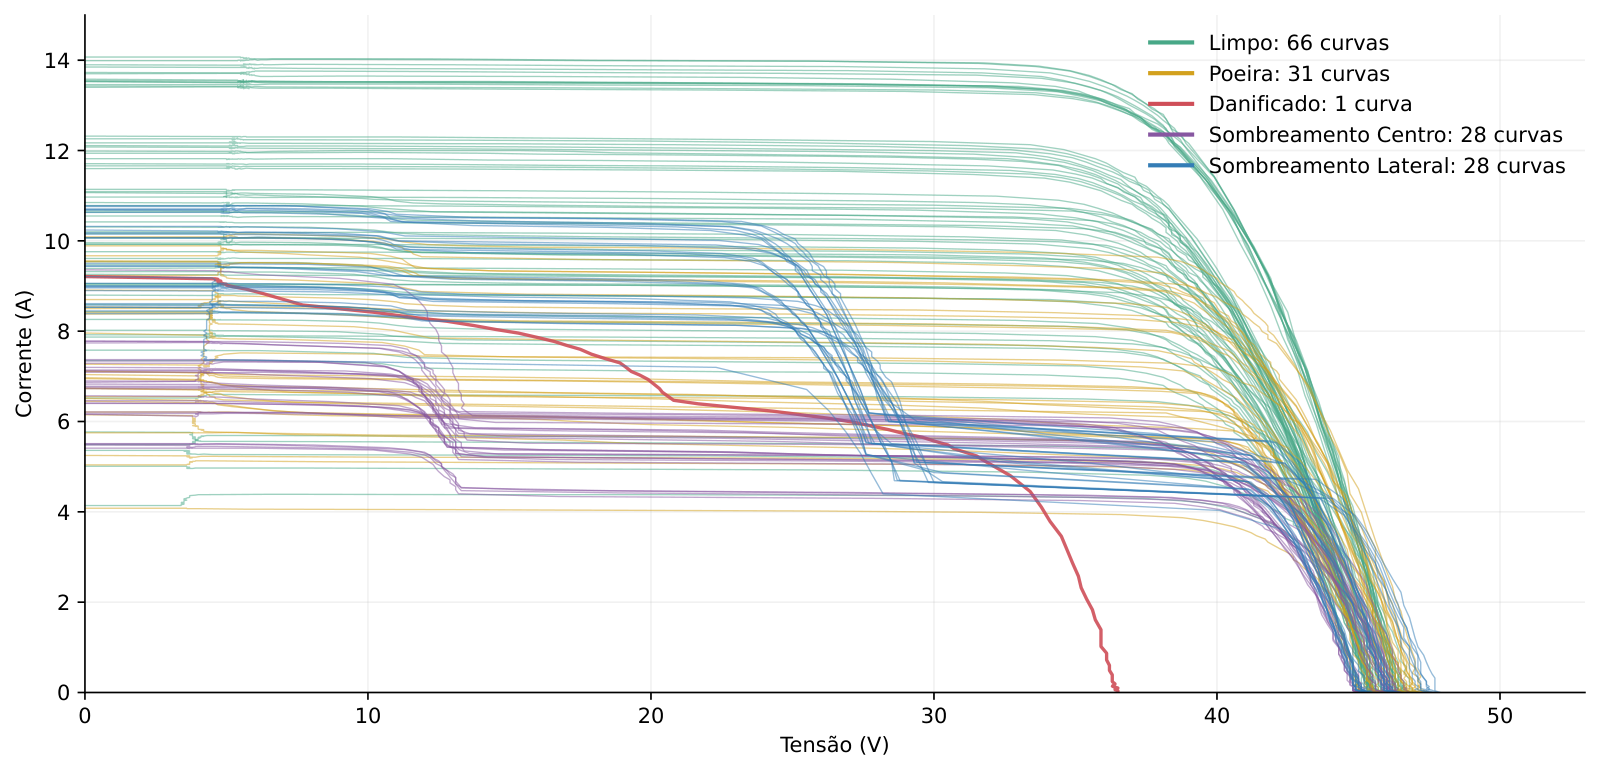 Limpo: 66 curvas
Poeira: 31 curvas
Danificado: 1 curva
Sombreamento Centro: 28 curvas
Sombreamento Lateral: 28 curvas
Corrente (A)
14
12
10
8
6
4
2
0
0 10 20 30 40 50
Tensão (V)